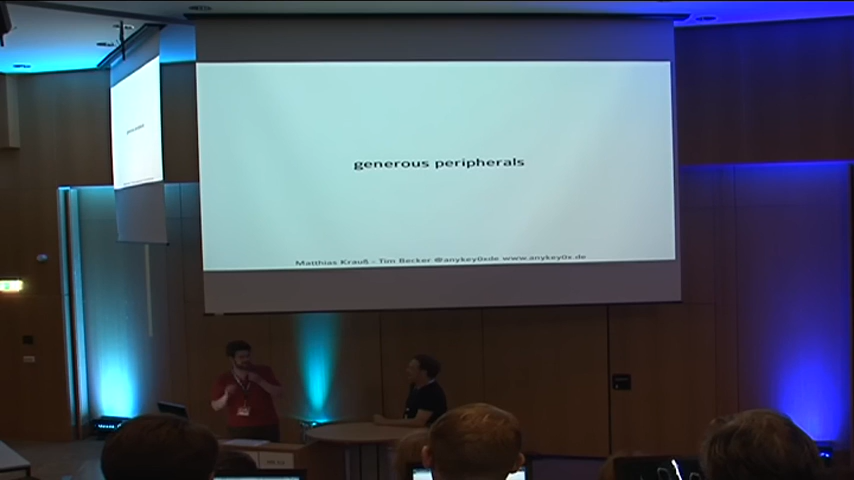 generous peripherals
Matthias Krauß - Tim Becker @anykey0xde www.anykey0x.de